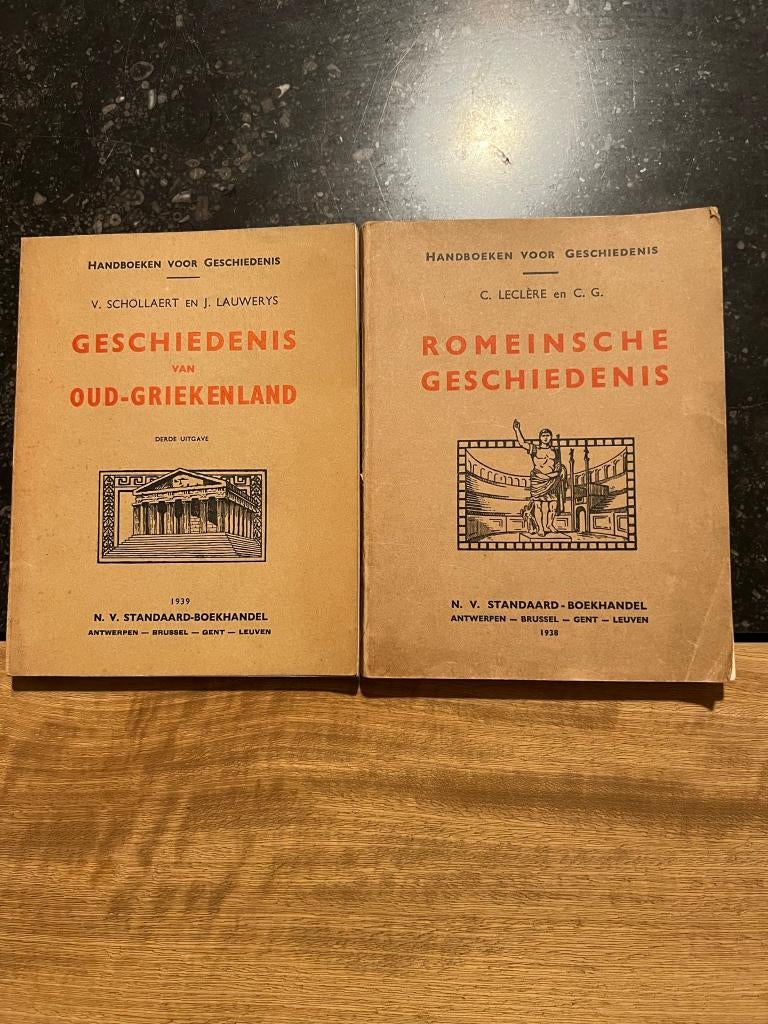 HANDBOEKEN VOOR GESCHIEDENIS
V. SCHOLLAERT EN J. LAUWERYS
GESCHIEDENIS
VAN
OUD-GRIEKENLAND
DERDE UITGAVE
1939
N. V. STANDAARD-BOEKHANDEL
ANTWERPEN — BRUSSEL — GENT — LEUVEN
HANDBOEKEN VOOR GESCHIEDENIS
C. LECLÈRE en C. G.
ROMEINSCHE
GESCHIEDENIS
N. V. STANDAARD-BOEKHANDEL
ANTWERPEN — BRUSSEL — GENT — LEUVEN
1938